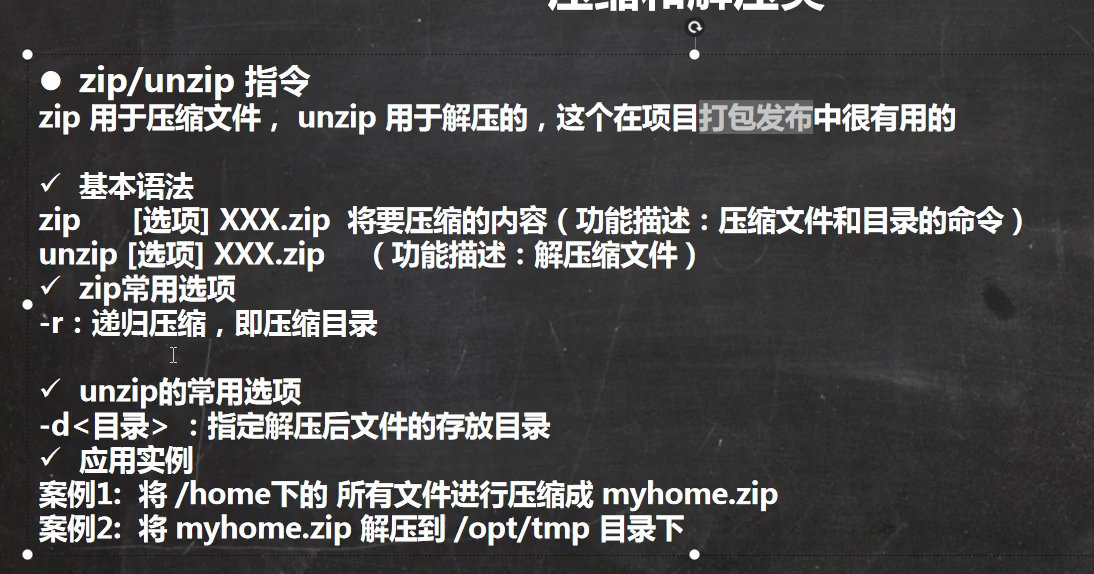 压缩和解压类
● zip/unzip 指令
zip 用于压缩文件， unzip 用于解压的，这个在项目打包发布中很有用的
✓ 基本语法
zip [选项] XXX.zip 将要压缩的内容（功能描述：压缩文件和目录的命令）
unzip [选项] XXX.zip （功能描述：解压缩文件）
✓ zip常用选项
-r：递归压缩，即压缩目录
✓ unzip的常用选项
-d<目录> ：指定解压后文件的存放目录
✓ 应用实例
案例1: 将 /home下的 所有文件进行压缩成 myhome.zip
案例2: 将 myhome.zip 解压到 /opt/tmp 目录下